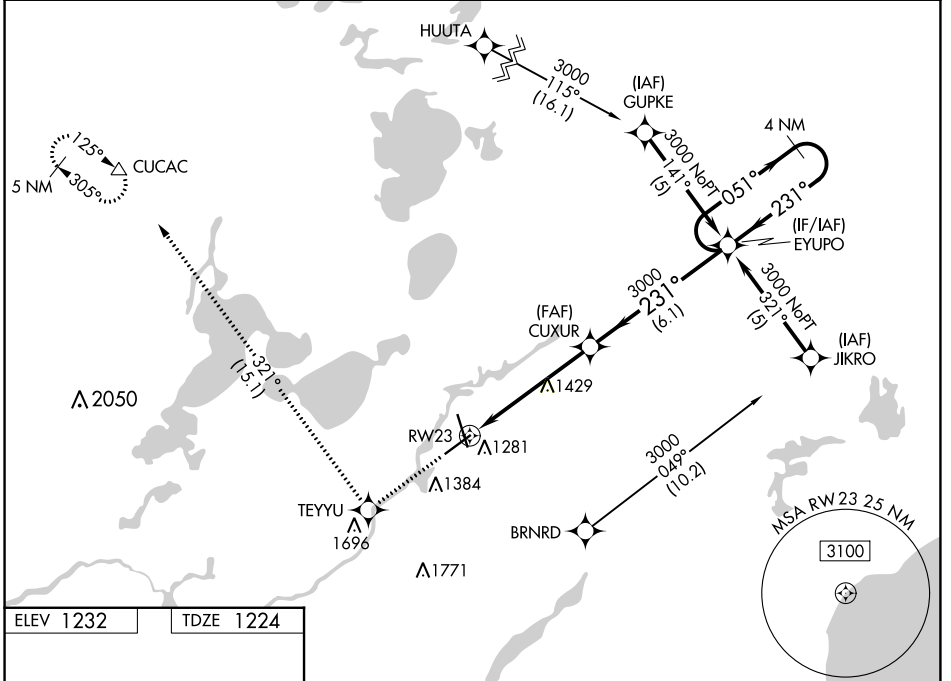 HUUTA
3000
115°
(16.1)
(IAF)
GUPKE
3000 NoPT
141°
(5)
4 NM
051°
231°
(IF/IAF)
EYUPO
125°
305°
5 NM
CUCAC
3000
231°
(6.1)
(FAF)
CUXUR
3000 NoPT
321°
(5)
(IAF)
JIKRO
321°
(15.1)
2050
1429
RW23
1281
1384
3000
049°
(10.2)
TEYYU
1696
BRNRD
1771
MSA RW 23 25 NM
3100
ELEV 1232
TDZE 1224